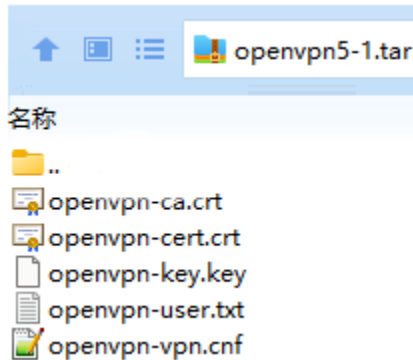 openvpn5-1.tar
名称
..
openvpn-ca.crt
openvpn-cert.crt
openvpn-key.key
openvpn-user.txt
openvpn-vpn.cnf